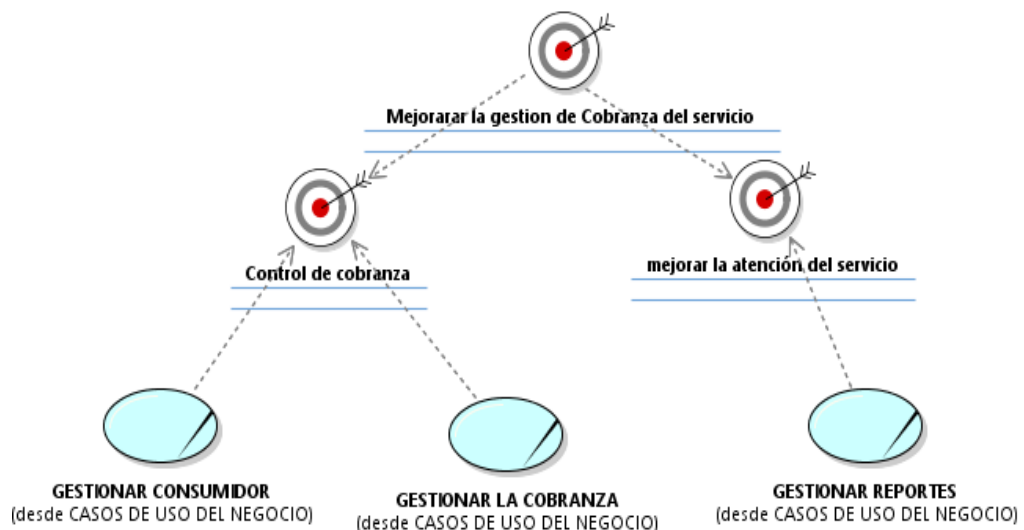 Mejorarar la gestion de Cobranza del servicio
Control de cobranza
mejorar la atención del servicio
GESTIONAR CONSUMIDOR
(desde CASOS DE USO DEL NEGOCIO)
GESTIONAR LA COBRANZA
(desde CASOS DE USO DEL NEGOCIO)
GESTIONAR REPORTES
(desde CASOS DE USO DEL NEGOCIO)